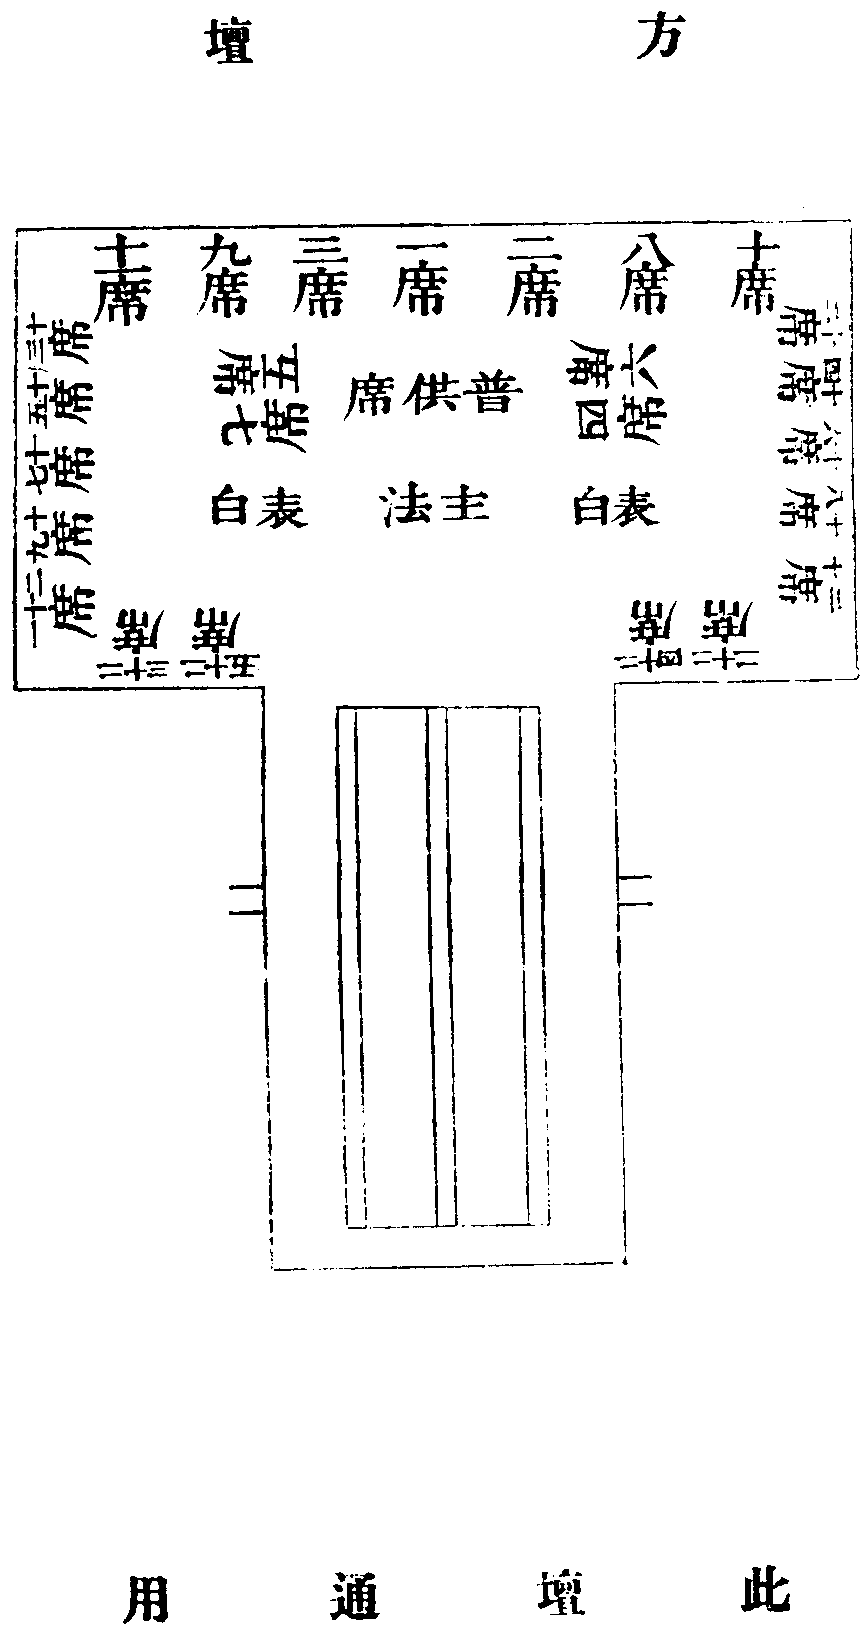 方壇
十席 八席 二席 一席 三席 九席 十一席
十二席
十四席
十六席
十八席
二十席
六席 四席
普供席
五席 七席
表白 主法 表白
十三席
十五席
十七席
十九席
二十一席
二十二席 二十四席 二十五席 二十三席
此壇通用